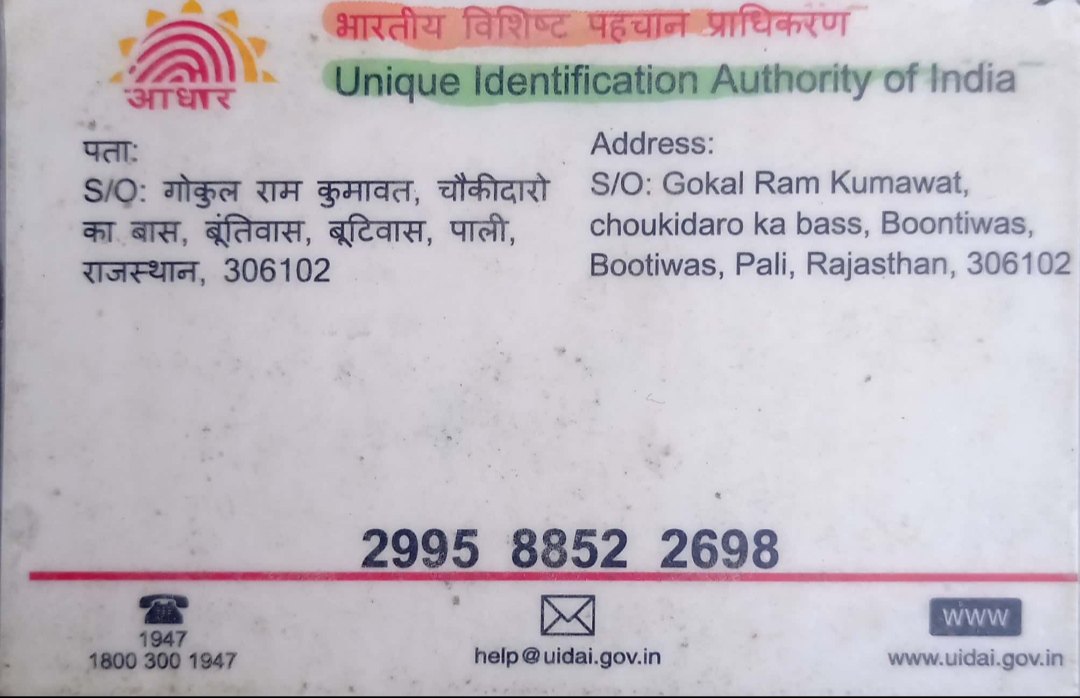 आधार
भारतीय विशिष्ट पहचान प्राधिकरण
Unique Identification Authority of India
पता:
S/O: गोकुल राम कुमावत, चौकीदारो
का बास, बूंतिवास, बूटिवास, पाली,
राजस्थान, 306102
Address:
S/O: Gokal Ram Kumawat,
choukidaro ka bass, Boontiwas,
Bootiwas, Pali, Rajasthan, 306102
2995 8852 2698
1947
1800 300 1947
help@uidai.gov.in
www
www.uidai.gov.in